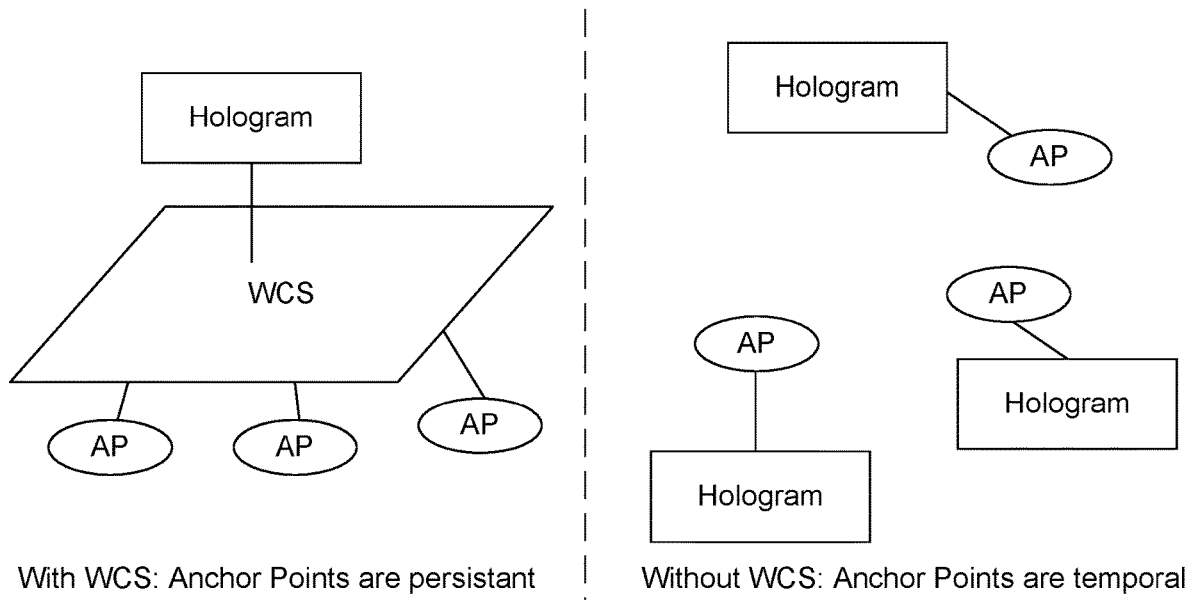 Hologram
WCS
AP
AP
AP
With WCS: Anchor Points are persistant
Hologram
AP
AP
AP
Hologram
Hologram
Without WCS: Anchor Points are temporal